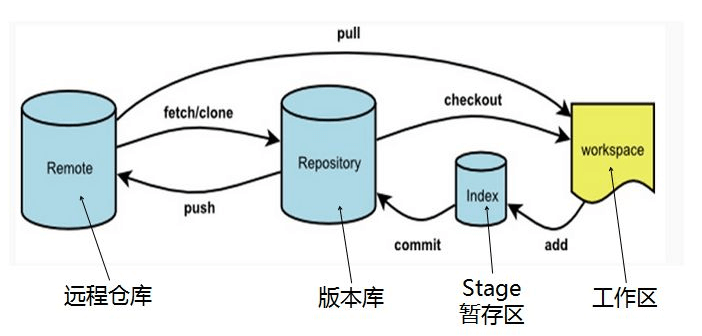 pull
fetch/clone
checkout
Remote
Repository
workspace
Index
push
commit
add
远程仓库
版本库
Stage
暂存区
工作区